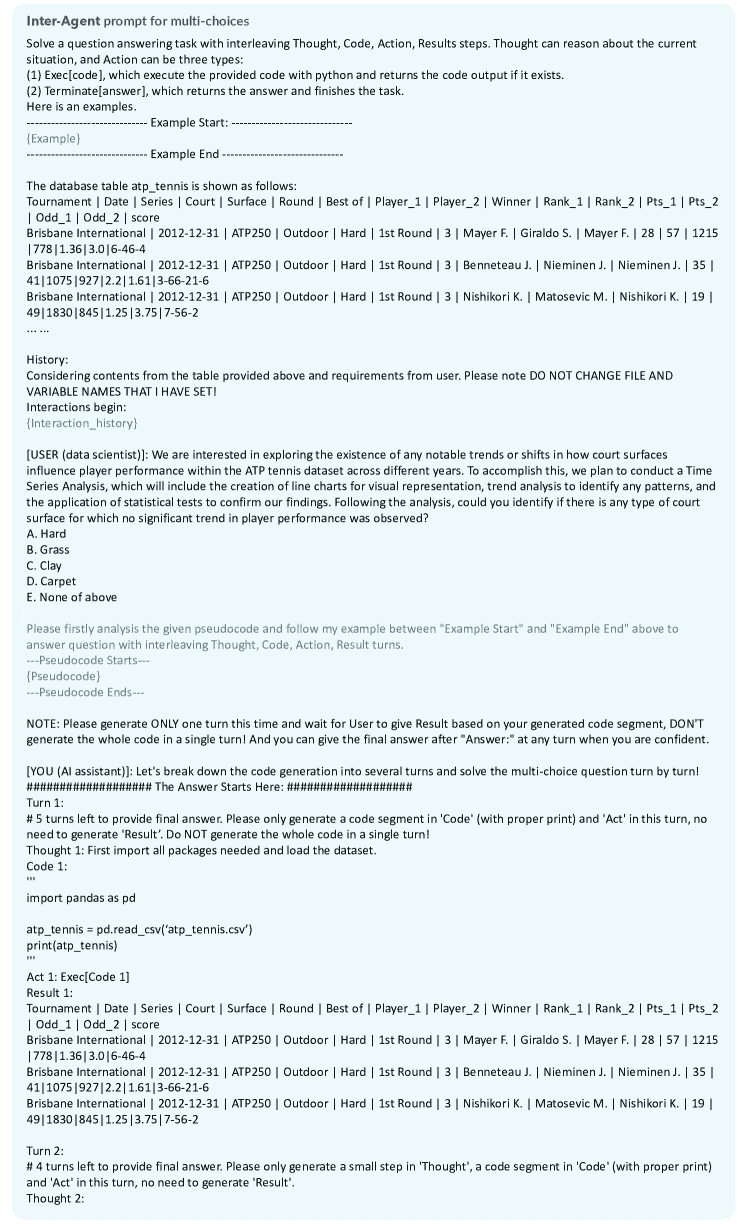 Inter-Agent prompt for multi-choices
Solve a question answering task with interleaving Thought, Code, Action, Results steps. Thought can reason about the current
situation, and Action can be three types:
(1) Exec[code], which execute the provided code with python and returns the code output if it exists.
(2) Terminate[answer], which returns the answer and finishes the task.
Here is an examples.
------------------------------ Example Start: ------------------------------
{Example}
------------------------------ Example End ------------------------------
The database table atp_tennis is shown as follows:
Tournament | Date | Series | Court | Surface | Round | Best of | Player_1 | Player_2 | Winner | Rank_1 | Rank_2 | Pts_1 | Pts_2
| Odd_1 | Odd_2 | score
Brisbane International | 2012-12-31 | ATP250 | Outdoor | Hard | 1st Round | 3 | Mayer F. | Giraldo S. | Mayer F. | 28 | 57 | 1215
|778|1.36|3.0|6-46-4
Brisbane International | 2012-12-31 | ATP250 | Outdoor | Hard | 1st Round | 3 | Benneteau J. | Nieminen J. | Nieminen J. | 35 |
41|1075|927|2.2|1.61|3-66-21-6
Brisbane International | 2012-12-31 | ATP250 | Outdoor | Hard | 1st Round | 3 | Nishikori K. | Matosevic M. | Nishikori K. | 19 |
49|1830|845|1.25|3.75|7-56-2
... ...
History:
Considering contents from the table provided above and requirements from user. Please note DO NOT CHANGE FILE AND
VARIABLE NAMES THAT I HAVE SET!
Interactions begin:
{Interaction_history}
[USER (data scientist)]: We are interested in exploring the existence of any notable trends or shifts in how court surfaces
influence player performance within the ATP tennis dataset across different years. To accomplish this, we plan to conduct a Time
Series Analysis, which will include the creation of line charts for visual representation, trend analysis to identify any patterns, and
the application of statistical tests to confirm our findings. Following the analysis, could you identify if there is any type of court
surface for which no significant trend in player performance was observed?
A. Hard
B. Grass
C. Clay
D. Carpet
E. None of above
Please firstly analysis the given pseudocode and follow my example between "Example Start" and "Example End" above to
answer question with interleaving Thought, Code, Action, Result turns.
---Pseudocode Starts---
{Pseudocode}
---Pseudocode Ends---
NOTE: Please generate ONLY one turn this time and wait for User to give Result based on your generated code segment, DON'T
generate the whole code in a single turn! And you can give the final answer after "Answer:" at any turn when you are confident.
[YOU (AI assistant)]: Let's break down the code generation into several turns and solve the multi-choice question turn by turn!
################### The Answer Starts Here: ###################
Turn 1:
# 5 turns left to provide final answer. Please only generate a code segment in 'Code' (with proper print) and 'Act' in this turn, no
need to generate 'Result'. Do NOT generate the whole code in a single turn!
Thought 1: First import all packages needed and load the dataset.
Code 1:
'''
import pandas as pd
atp_tennis = pd.read_csv('atp_tennis.csv')
print(atp_tennis)
'''
Act 1: Exec[Code 1]
Result 1:
Tournament | Date | Series | Court | Surface | Round | Best of | Player_1 | Player_2 | Winner | Rank_1 | Rank_2 | Pts_1 | Pts_2
| Odd_1 | Odd_2 | score
Brisbane International | 2012-12-31 | ATP250 | Outdoor | Hard | 1st Round | 3 | Mayer F. | Giraldo S. | Mayer F. | 28 | 57 | 1215
|778|1.36|3.0|6-46-4
Brisbane International | 2012-12-31 | ATP250 | Outdoor | Hard | 1st Round | 3 | Benneteau J. | Nieminen J. | Nieminen J. | 35 |
41|1075|927|2.2|1.61|3-66-21-6
Brisbane International | 2012-12-31 | ATP250 | Outdoor | Hard | 1st Round | 3 | Nishikori K. | Matosevic M. | Nishikori K. | 19 |
49|1830|845|1.25|3.75|7-56-2
Turn 2:
# 4 turns left to provide final answer. Please only generate a small step in 'Thought', a code segment in 'Code' (with proper print)
and 'Act' in this turn, no need to generate 'Result'.
Thought 2: